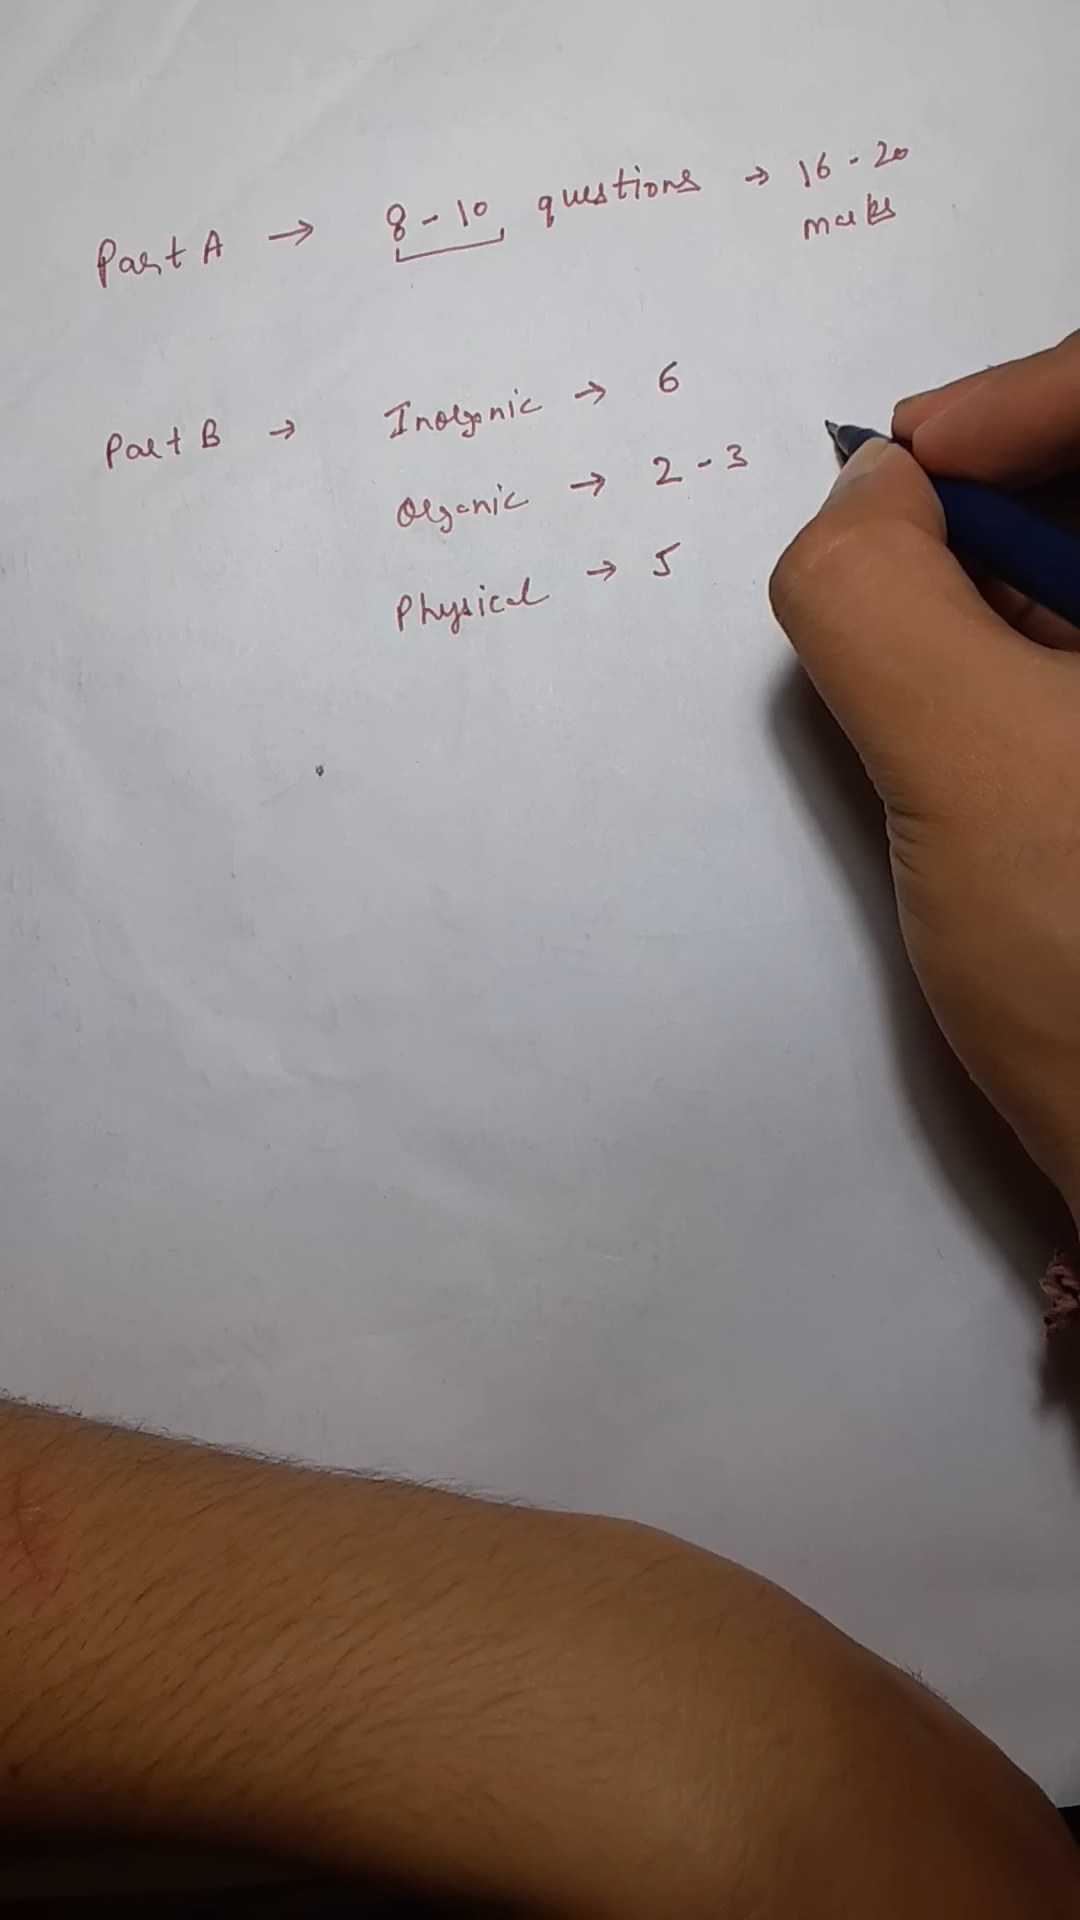 Part A → 8 - 10 questions → 16 - 20
marks
Part B → Inorganic → 6
Organic → 2 - 3
Physical → 5